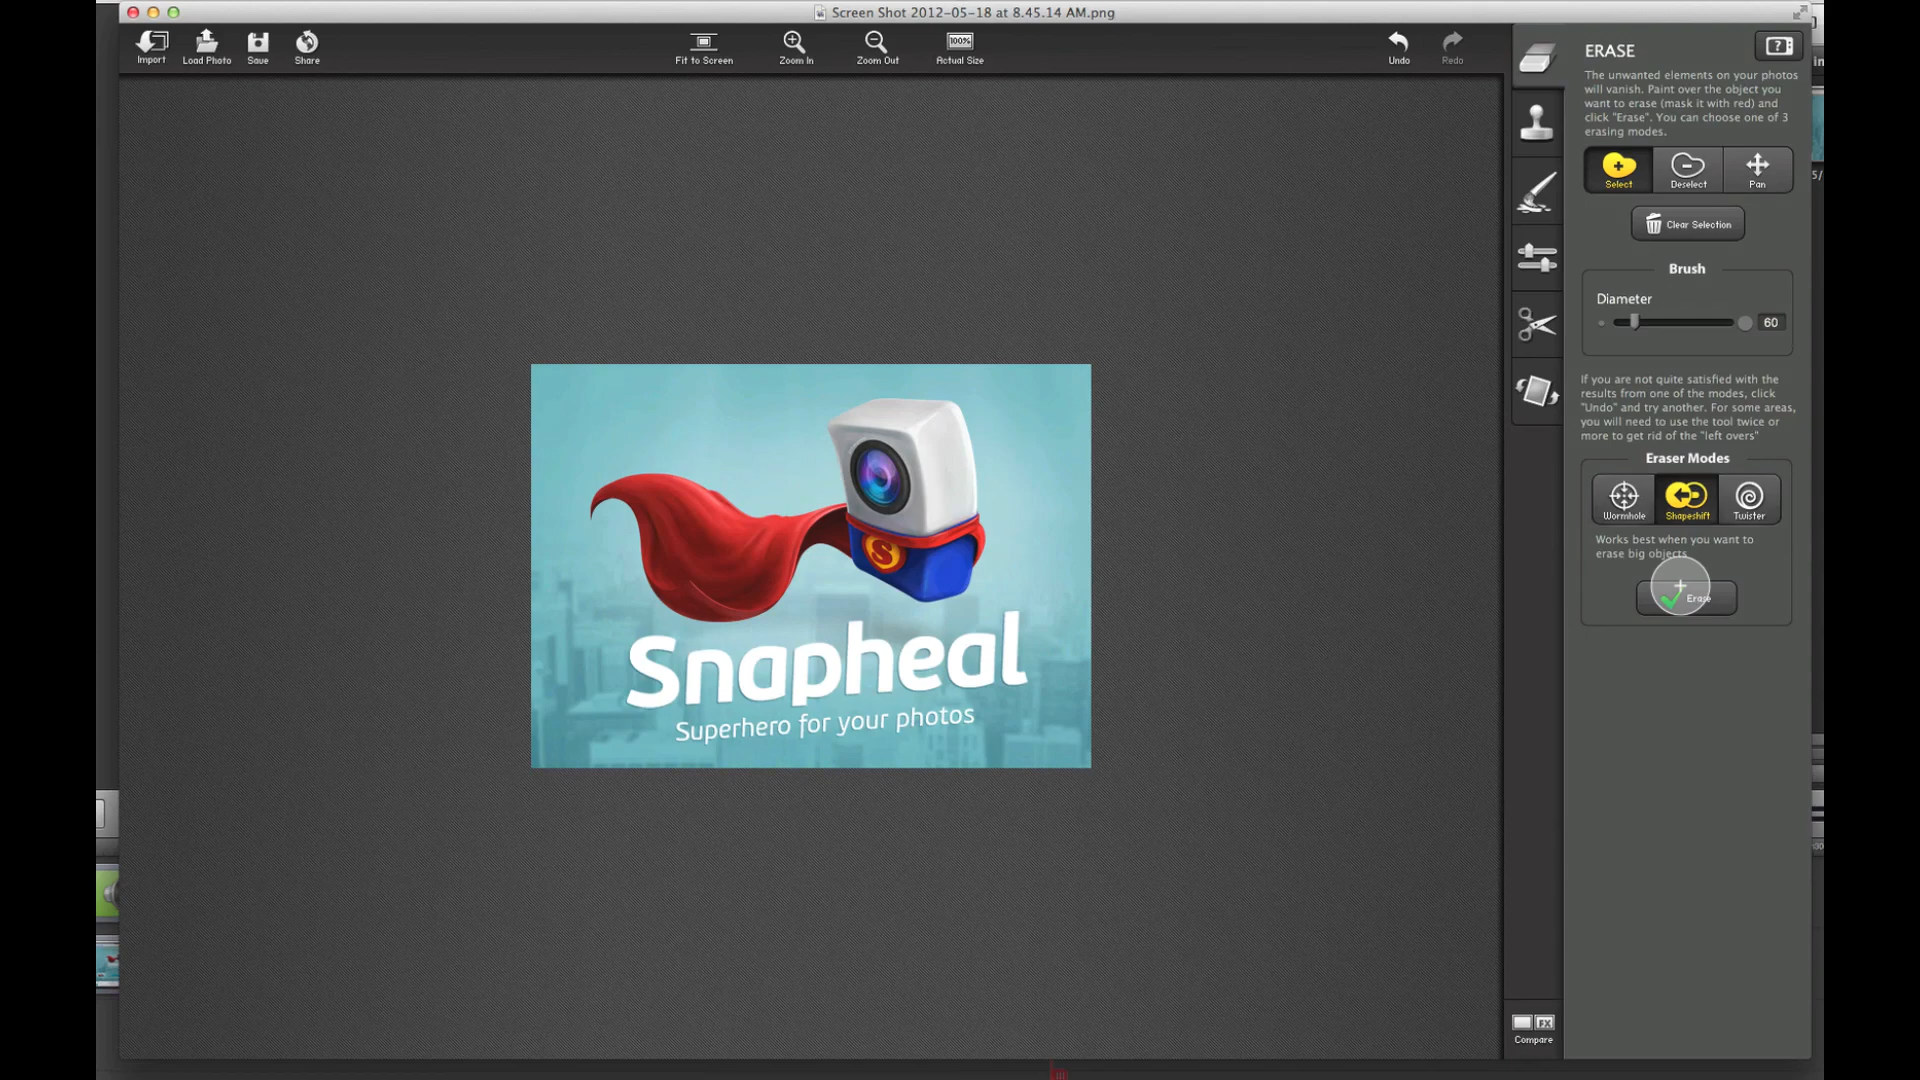 Screen Shot 2012-05-18 at 8.45.14 AM.png
Import
Load Photo
Save
Share
Fit to Screen
Zoom In
100%
Zoom Out
Actual Size
Undo
Redo
ERASE
?
The unwanted elements on your photos
will vanish. Paint over the object you
want to erase (mask it with red) and
click "Erase". You can choose one of 3
erasing modes.
Select
Deselect
Pan
Clear Selection
Brush
Diameter
60
If you are not quite satisfied with the
results from one of the modes, click
"Undo" and try another. For some areas,
you will need to use the tool twice or
more to get rid of the "left overs"
Eraser Modes
Wormhole
Shapeshift
Twister
Works best when you want to
erase big objects
Erase
S
Snapheal
Superhero for your photos
FX
Compare